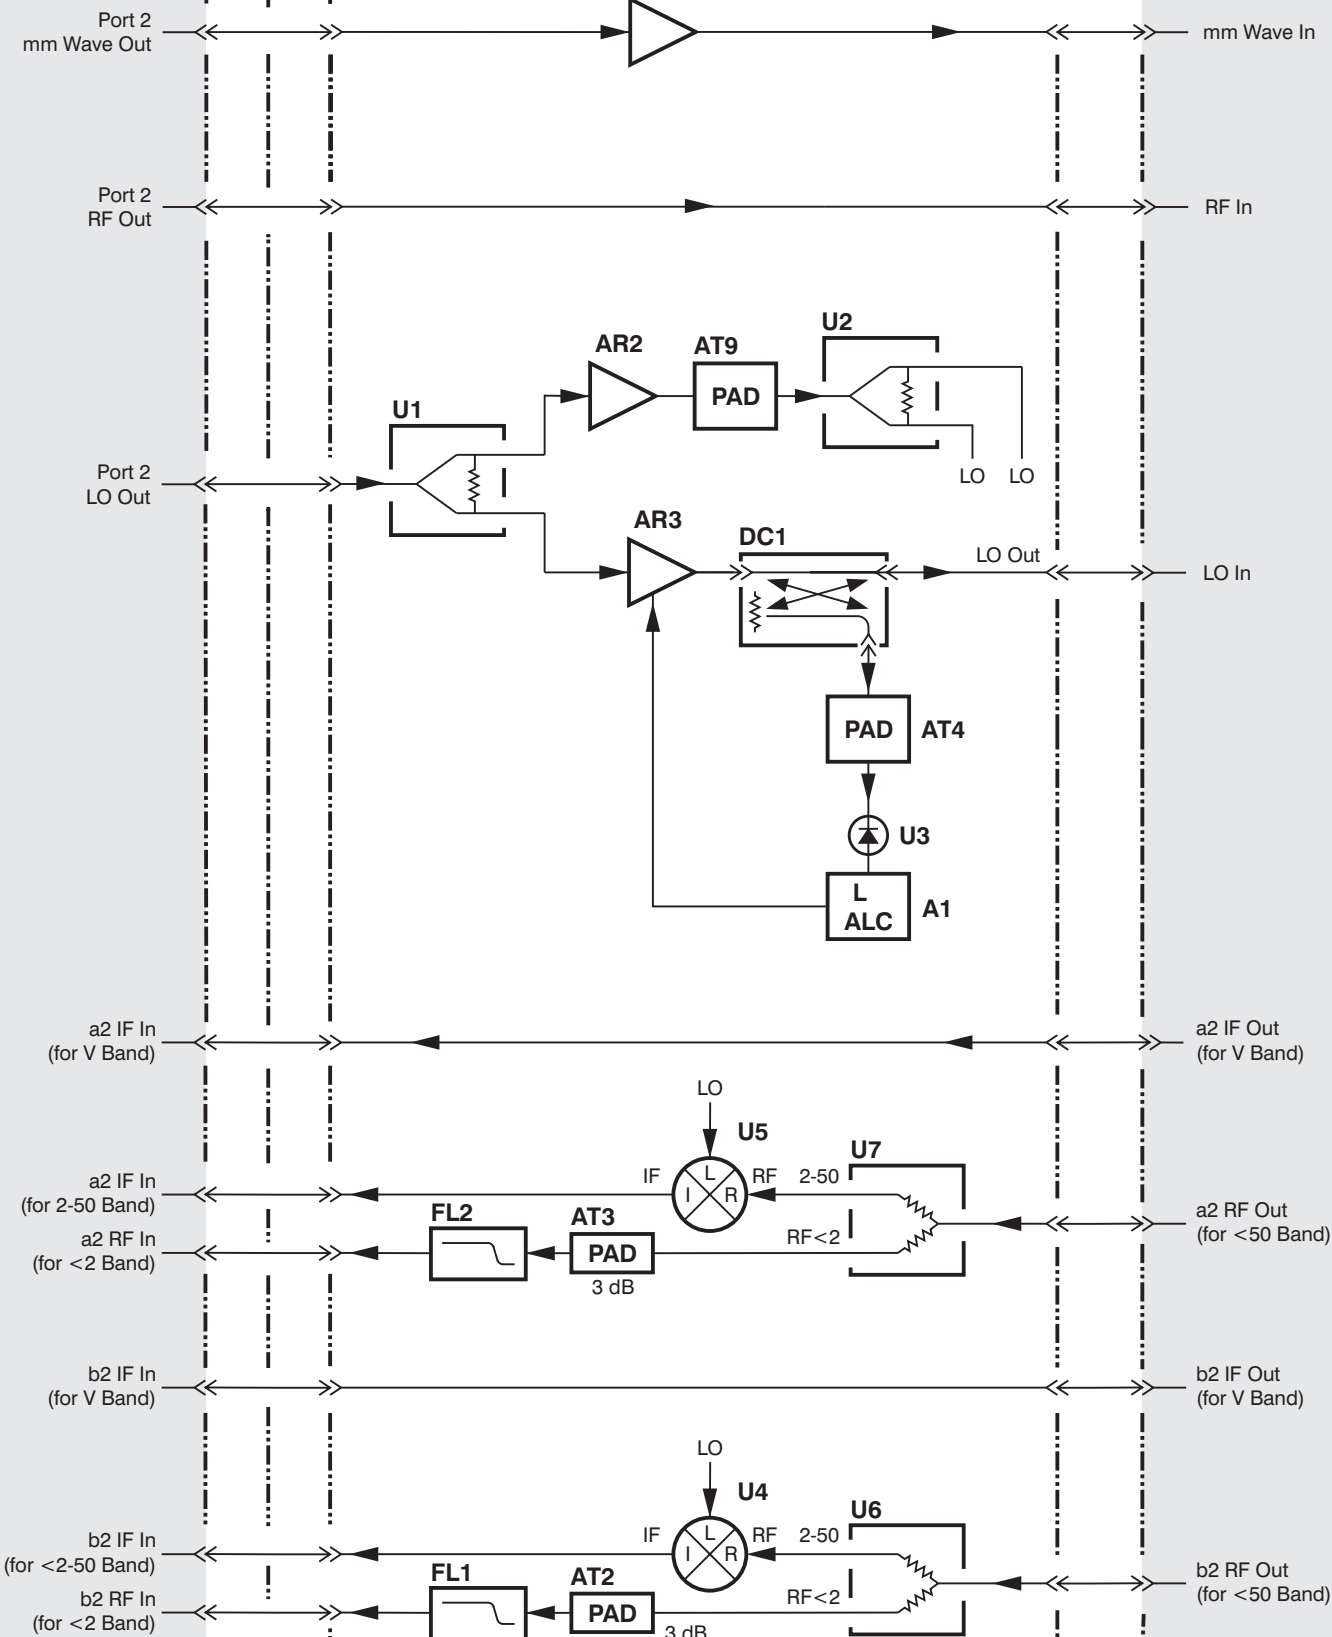 Port 2
mm Wave Out
mm Wave In
Port 2
RF Out
RF In
U2
AR2
AT9
PAD
U1
LO
LO
Port 2
LO Out
AR3
DC1
LO Out
LO In
PAD
AT4
U3
L
ALC
A1
a2 IF In
(for V Band)
a2 IF Out
(for V Band)
LO
U5
U7
a2 IF In
(for 2-50 Band)
IF
L
I
R
RF
2-50
a2 RF Out
(for <50 Band)
FL2
AT3
RF<2
a2 RF In
(for <2 Band)
PAD
3 dB
b2 IF In
(for V Band)
b2 IF Out
(for V Band)
LO
U4
U6
b2 IF In
(for <2-50 Band)
IF
L
I
R
RF
2-50
b2 RF Out
(for <50 Band)
FL1
AT2
RF<2
b2 RF In
(for <2 Band)
PAD
3 dB